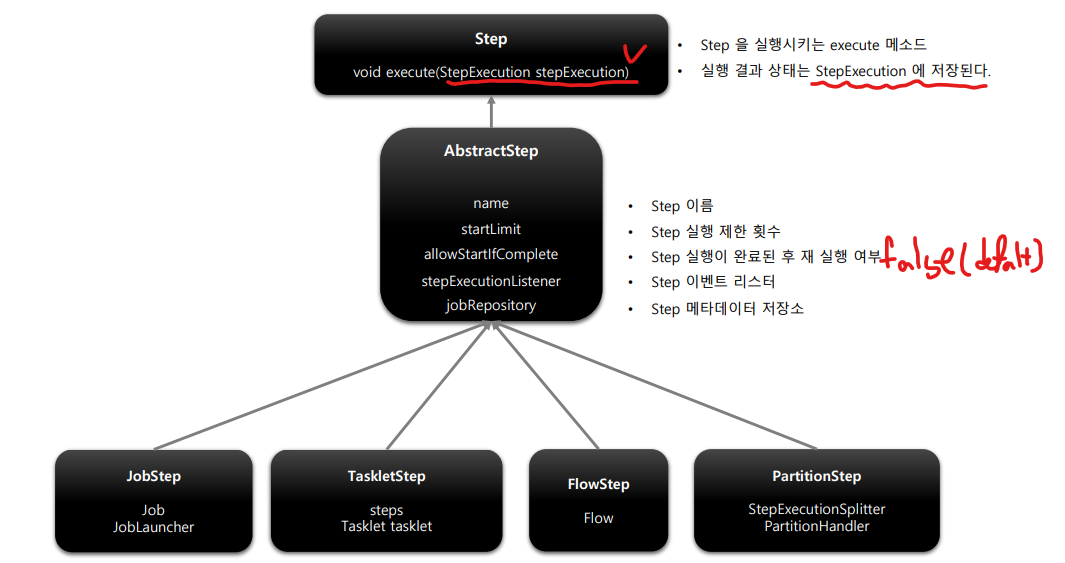 Step
void execute(StepExecution stepExecution)
• Step 을 실행시키는 execute 메소드
• 실행 결과 상태는 StepExecution 에 저장된다.
AbstractStep
name
startLimit
allowStartIfComplete
stepExecutionListener
jobRepository
• Step 이름
• Step 실행 제한 횟수
• Step 실행이 완료된 후 재 실행 여부 false(defalt)
• Step 이벤트 리스터
• Step 메타데이터 저장소
JobStep
Job
JobLauncher
TaskletStep
steps
Tasklet tasklet
FlowStep
Flow
PartitionStep
StepExecutionSplitter
PartitionHandler